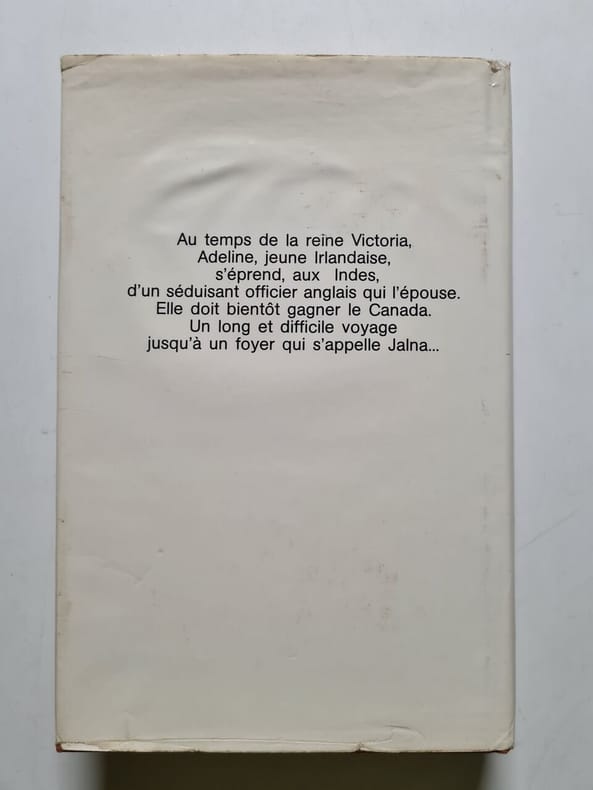 Au temps de la reine Victoria,
Adeline, jeune Irlandaise,
s'éprend, aux Indes,
d'un séduisant officier anglais qui l'épouse.
Elle doit bientôt gagner le Canada.
Un long et difficile voyage
jusqu'à un foyer qui s'appelle Jalna...